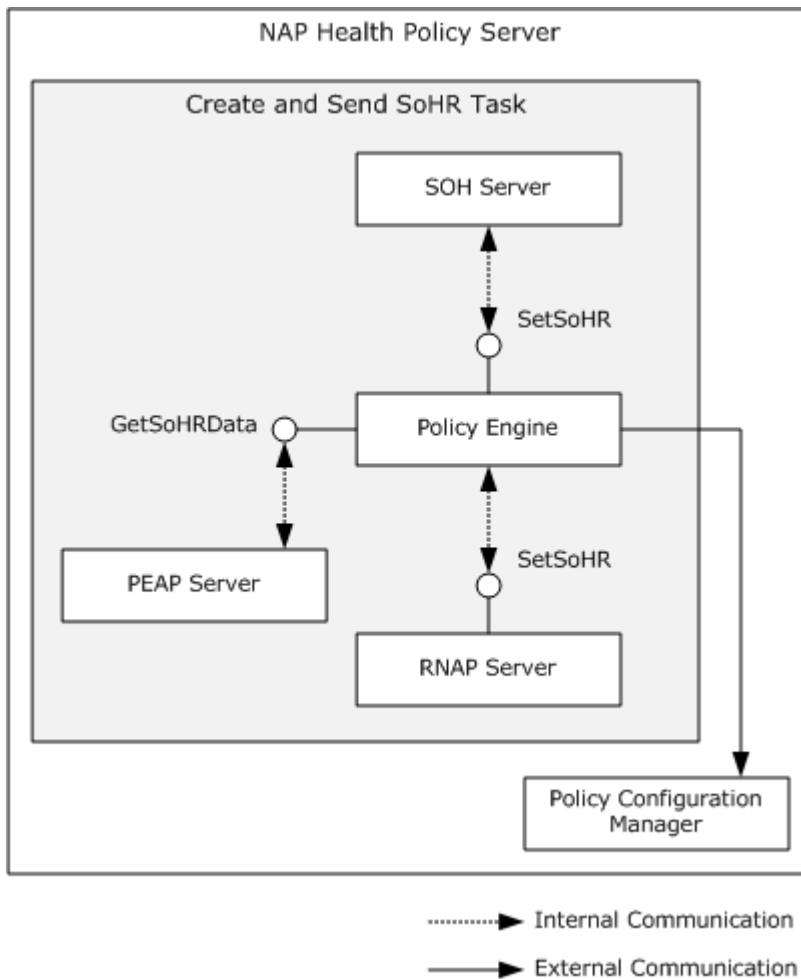 NAP Health Policy Server
Create and Send SoHR Task
SOH Server
SetSoHR
GetSoHRData
Policy Engine
SetSoHR
PEAP Server
RNAP Server
Policy Configuration
Manager
Internal Communication
External Communication